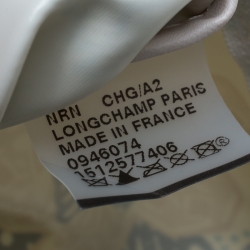 NRN CHG/A2
LONGCHAMP PARIS
MADE IN FRANCE
0946074
1512577406